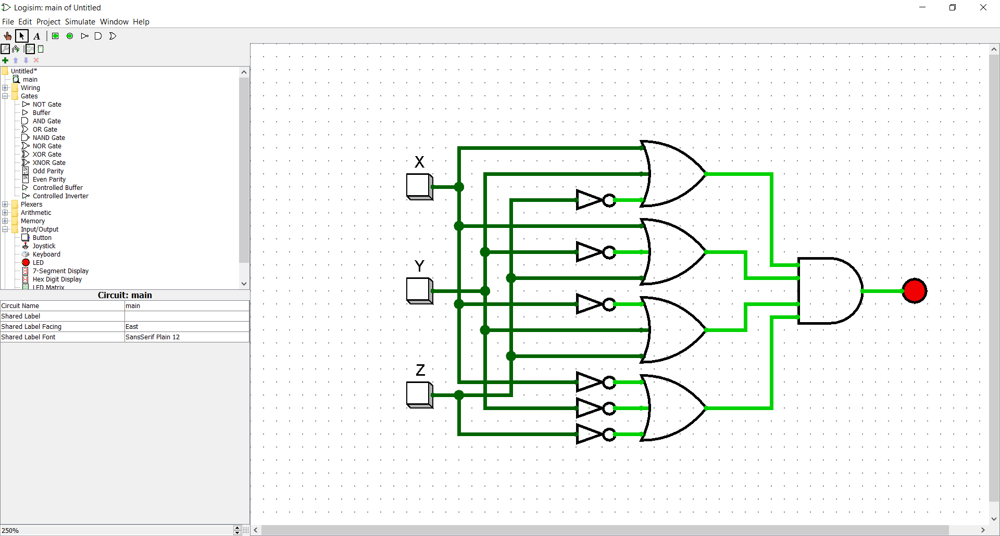 Logisim: main of Untitled
File Edit Project Simulate Window Help
A
Untitled*
main
Wiring
Gates
NOT Gate
Buffer
AND Gate
OR Gate
NAND Gate
NOR Gate
XOR Gate
XNOR Gate
Odd Parity
Even Parity
Controlled Buffer
Controlled Inverter
Plexers
Arithmetic
Memory
Input/Output
Button
Joystick
Keyboard
LED
7-Segment Display
Hex Digit Display
LED Matrix
Circuit: main
Circuit Name main
Shared Label
Shared Label Facing East
Shared Label Font SansSerif Plain 12
250%
X
Y
Z